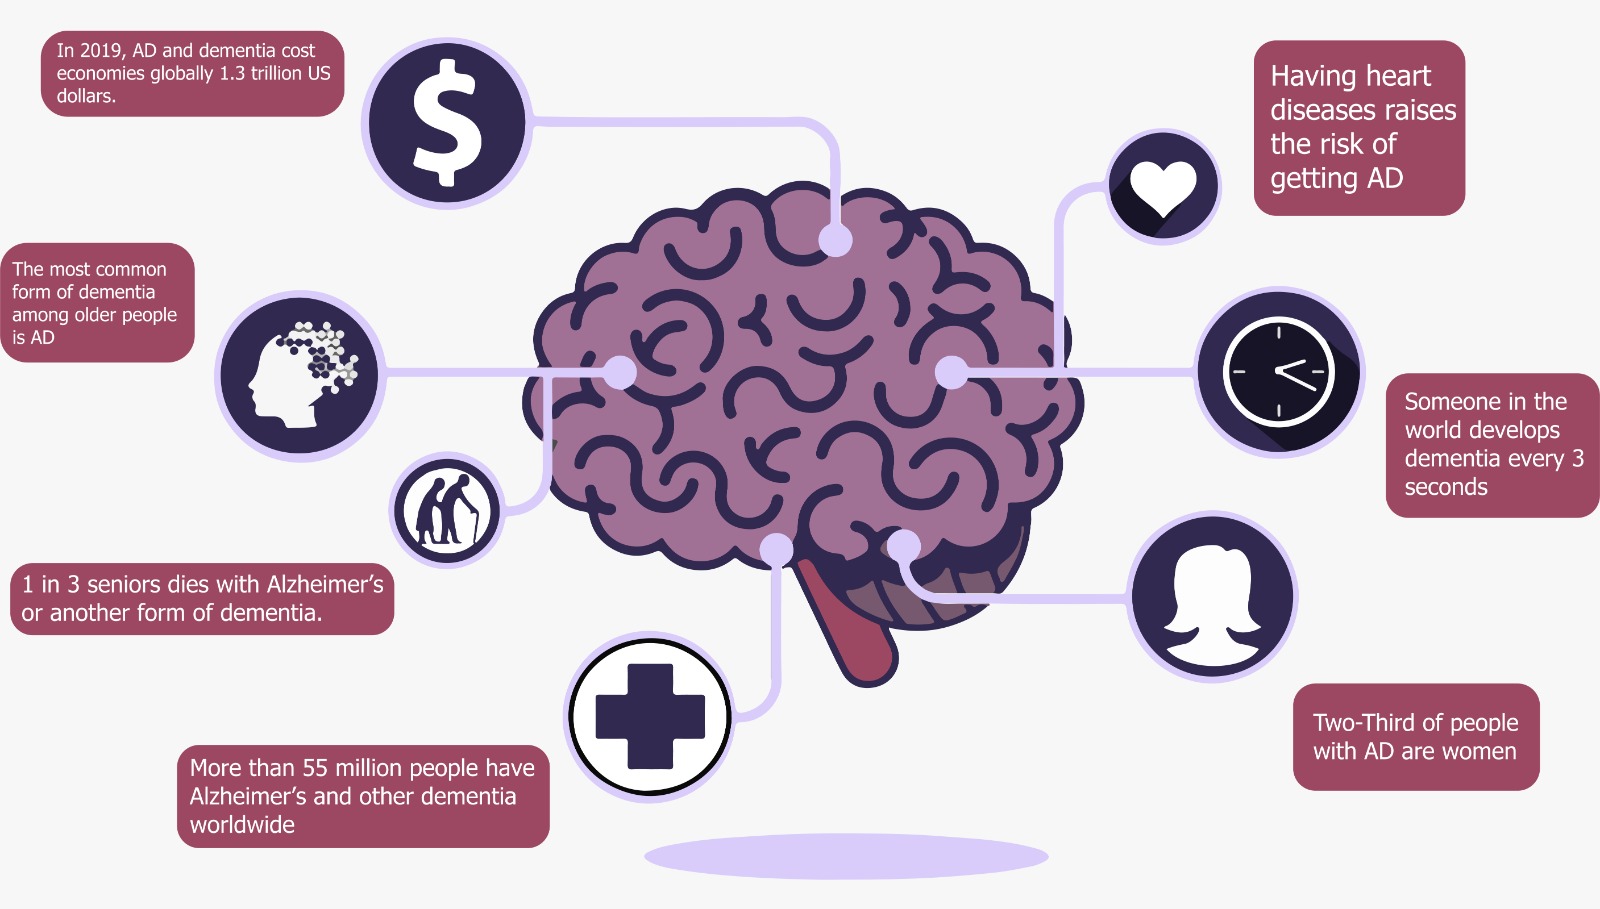 In 2019, AD and dementia cost
economies globally 1.3 trillion US
dollars.
Having heart
diseases raises
the risk of
getting AD
The most common
form of dementia
among older people
is AD
Someone in the
world develops
dementia every 3
seconds
1 in 3 seniors dies with Alzheimer’s
or another form of dementia.
Two-Third of people
with AD are women
More than 55 million people have
Alzheimer’s and other dementia
worldwide